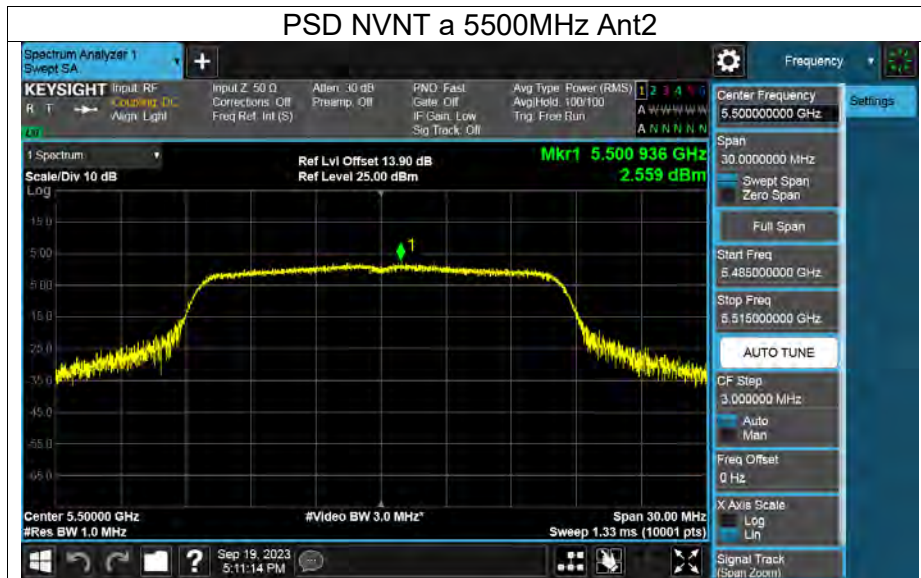 PSD NVNT a 5500MHz Ant2
Spectrum Analyzer 1
Swept SA
+
Frequency
KEYSIGHT
R T
Input: RF
Coupling: DC
Align: Light
Input Z: 50 Ω
Corrections: Off
Freq Ref: Int (S)
Atten: 30 dB
Preamp: Off
PNO: Fast
Gate: Off
IF Gain: Low
Sig Track: Off
Avg Type: Power (RMS)
Avg|Hold: 100/100
Trig: Free Run
1 2 3 4 5 6
A W W W W W
A N N N N N
1 Spectrum
Scale/Div 10 dB
Log
Ref Lvl Offset 13.90 dB
Ref Level 25.00 dBm
Mkr1 5.500 936 GHz
2.559 dBm
15.0
5.00
-5.00
-15.0
-25.0
-35.0
-45.0
-55.0
-65.0
1
Center 5.50000 GHz
#Res BW 1.0 MHz
#Video BW 3.0 MHz*
Span 30.00 MHz
Sweep 1.33 ms (10001 pts)
Center Frequency
5.500000000 GHz
Settings
Span
30.0000000 MHz
Swept Span
Zero Span
Full Span
Start Freq
5.485000000 GHz
Stop Freq
5.515000000 GHz
AUTO TUNE
CF Step
3.000000 MHz
Auto
Man
Freq Offset
0 Hz
X Axis Scale
Log
Lin
Signal Track
(Span Zoom)
?
Sep 19, 2023
5:11:14 PM